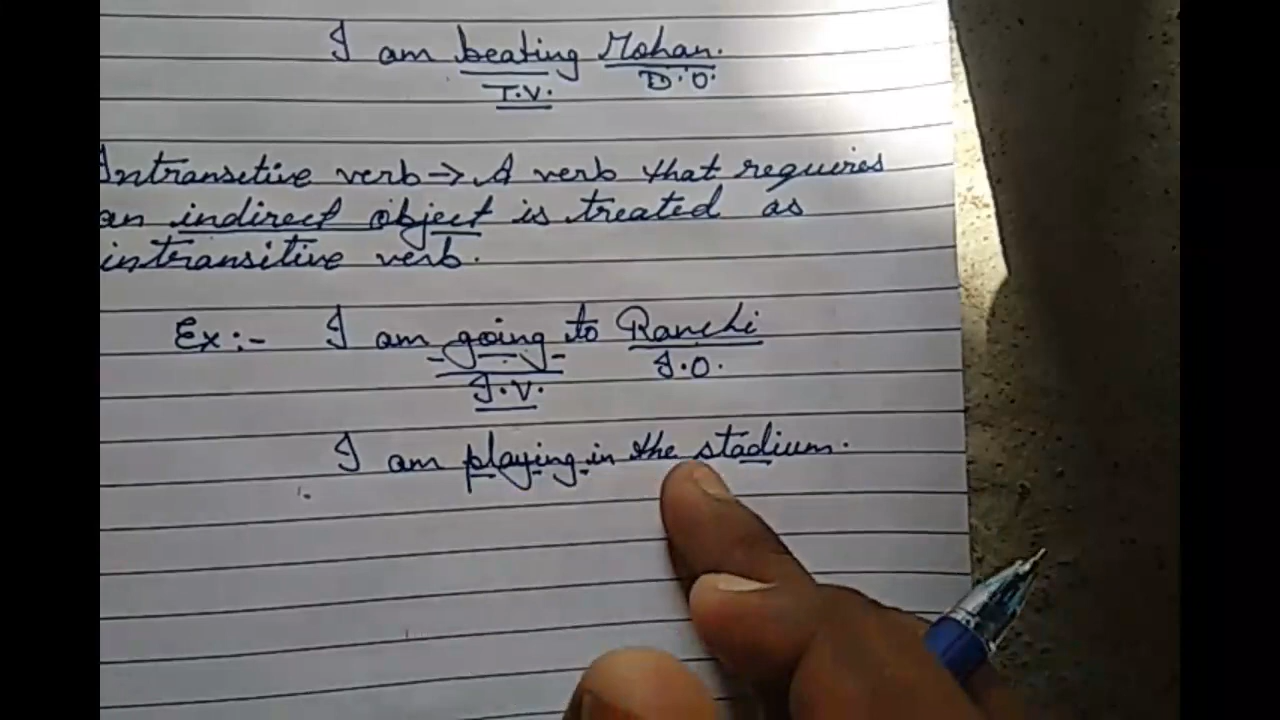 I am beating Mohan.
T.V. D.O.
Intransitive verb → A verb that requires
an indirect object is treated as
intransitive verb.
Ex:- I am going to Ranchi
I.V. I.O.
I am playing in the stadium.